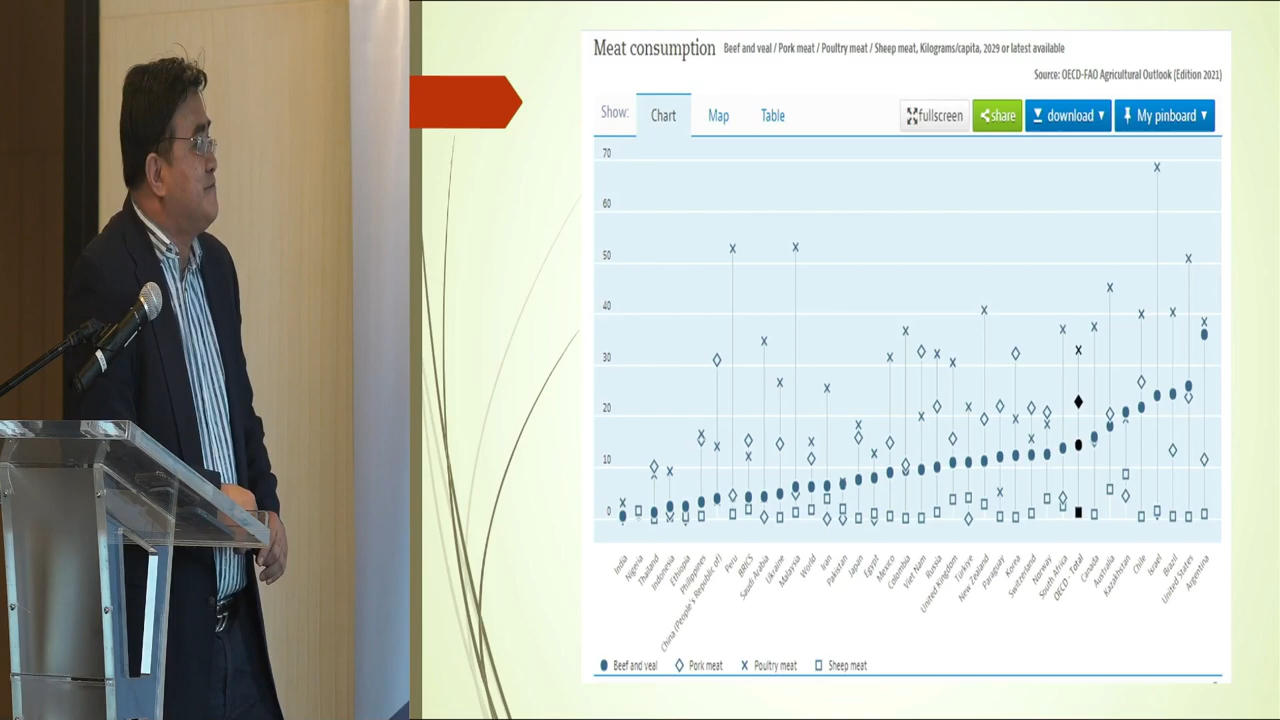 Meat consumption Beef and veal / Pork meat / Poultry meat / Sheep meat, Kilograms/capita, 2029 or latest available
Source: OECD-FAO Agricultural Outlook (Edition 2021)
Show: Chart Map Table fullscreen share download My pinboard
70
60
50
40
30
20
10
0
India
Nigeria
Thailand
Indonesia
Ethiopia
Philippines
China (People's Republic of)
Peru
BRICS
Saudi Arabia
Ukraine
Malaysia
World
Iran
Pakistan
Japan
Egypt
Mexico
Colombia
Viet Nam
Russia
United Kingdom
Türkiye
New Zealand
Paraguay
Korea
Switzerland
Norway
South Africa
OECD - Total
Canada
Australia
Kazakhstan
Chile
Israel
Brazil
United States
Argentina
Beef and veal Pork meat Poultry meat Sheep meat